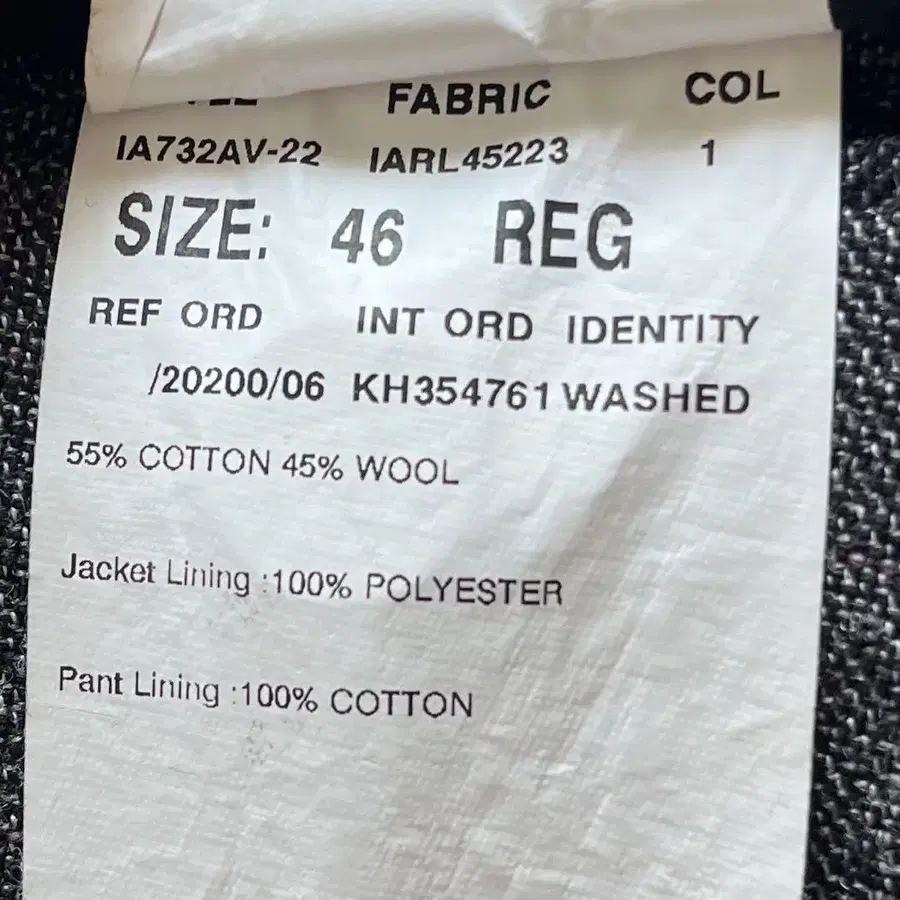 FABRIC COL
IA732AV-22 IARL45223 1
SIZE: 46 REG
REF ORD INT ORD IDENTITY
/20200/06 KH354761 WASHED
55% COTTON 45% WOOL
Jacket Lining :100% POLYESTER
Pant Lining :100% COTTON